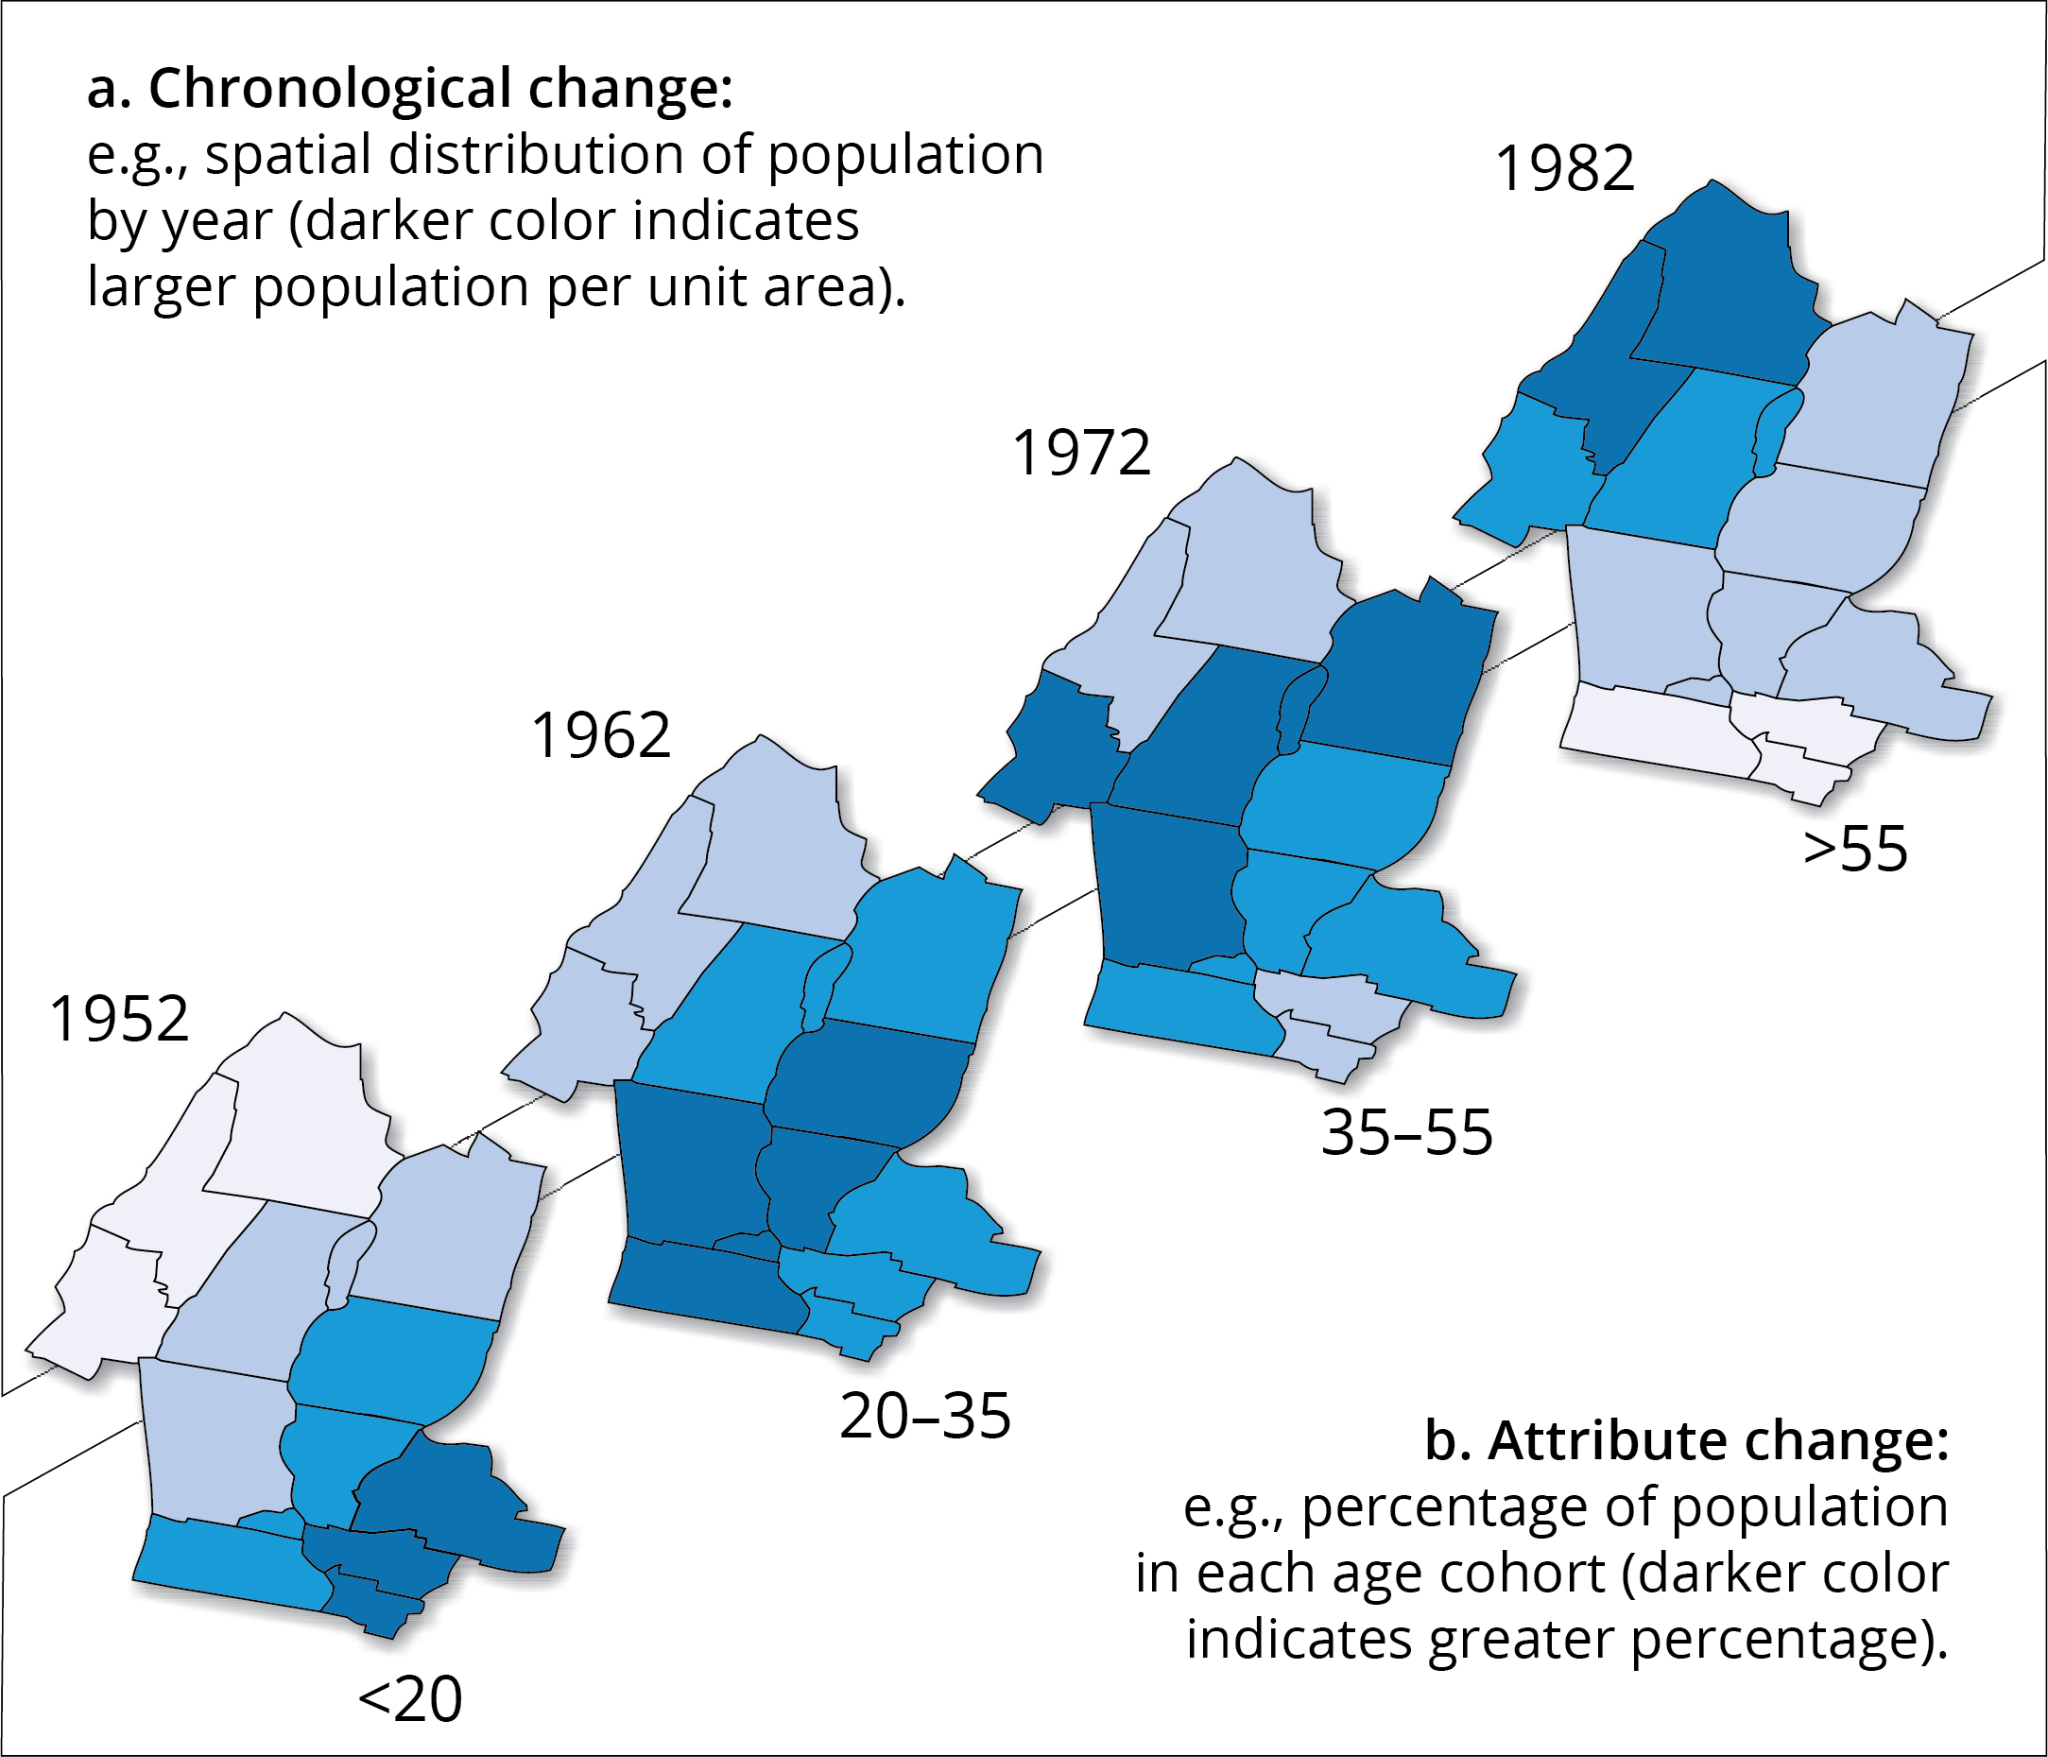 a. Chronological change:
e.g., spatial distribution of population
by year (darker color indicates
larger population per unit area).
1982
1972
1962
1952
>55
35–55
20–35
<20
b. Attribute change:
e.g., percentage of population
in each age cohort (darker color
indicates greater percentage).